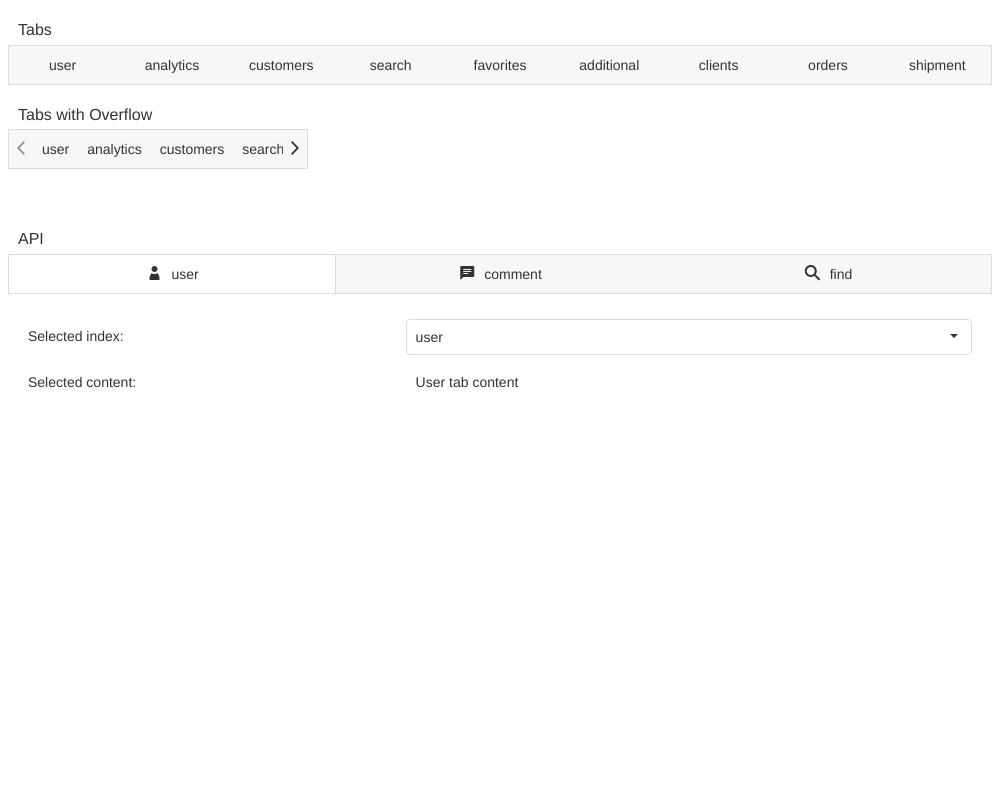 Tabs
user analytics customers search favorites additional clients orders shipment
Tabs with Overflow
user analytics customers search
API
user comment find
Selected index: user
Selected content: User tab content